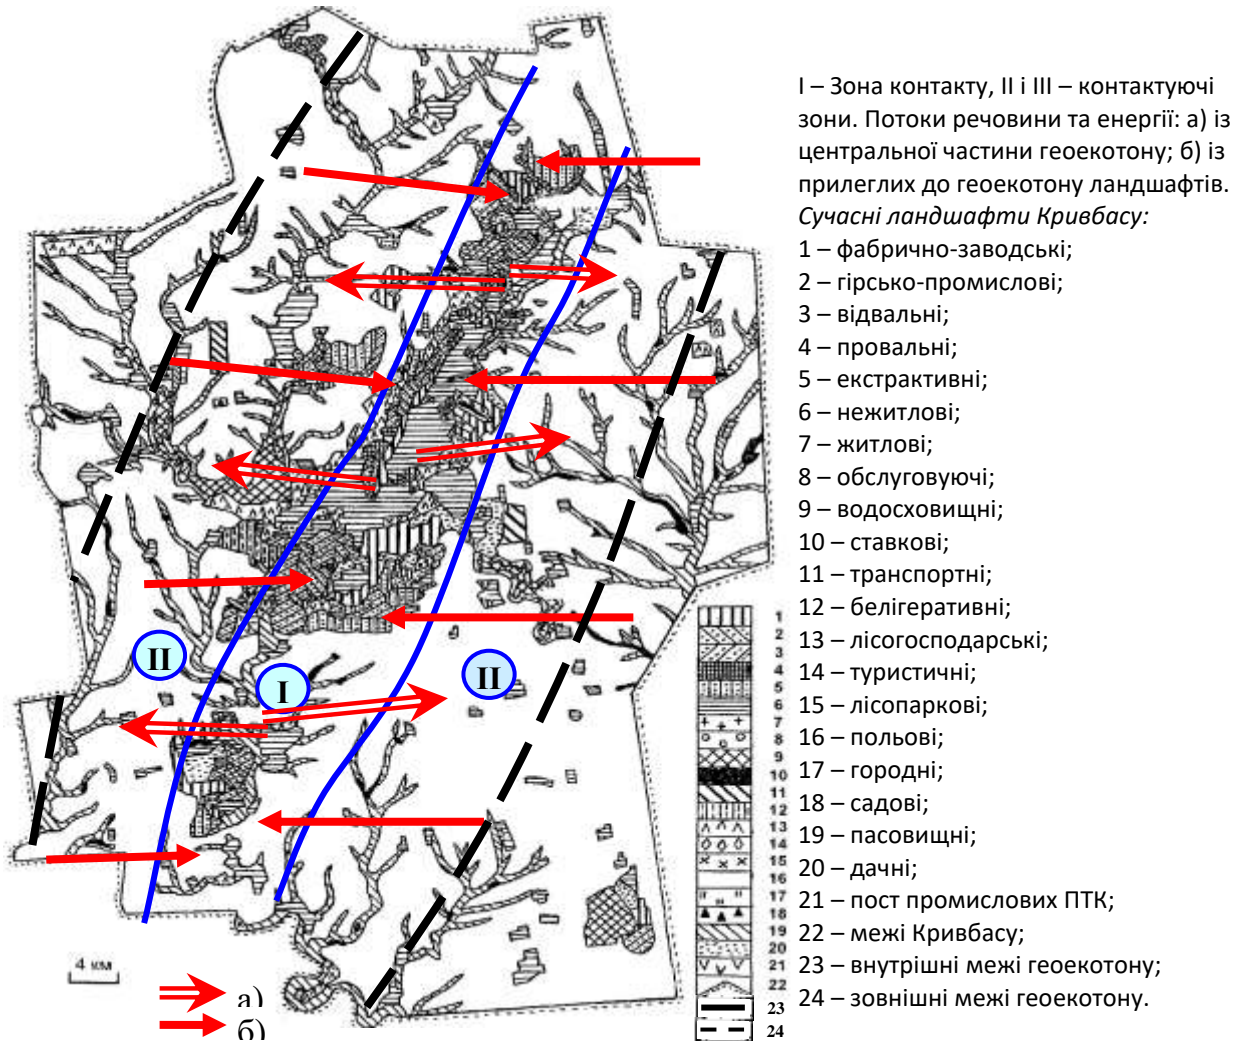 I – Зона контакту, II і III – контактуючі
зони. Потоки речовини та енергії: а) із
центральної частини геоекотону; б) із
прилеглих до геоекотону ландшафтів.
Сучасні ландшафти Кривбасу:
1 – фабрично-заводські;
2 – гірсько-промислові;
3 – відвальні;
4 – провальні;
5 – екстрактивні;
6 – нежитлові;
7 – житлові;
8 – обслуговуючі;
9 – водосховищні;
10 – ставкові;
11 – транспортні;
12 – белігеративні;
13 – лісогосподарські;
14 – туристичні;
15 – лісопаркові;
16 – польові;
17 – городні;
18 – садові;
19 – пасовищні;
20 – дачні;
21 – пост промислових ПТК;
22 – межі Кривбасу;
23 – внутрішні межі геоекотону;
24 – зовнішні межі геоекотону.
II
I
II
4 км
а)
б)
1
2
3
4
5
6
7
8
9
10
11
12
13
14
15
16
17
18
19
20
21
22
23
24